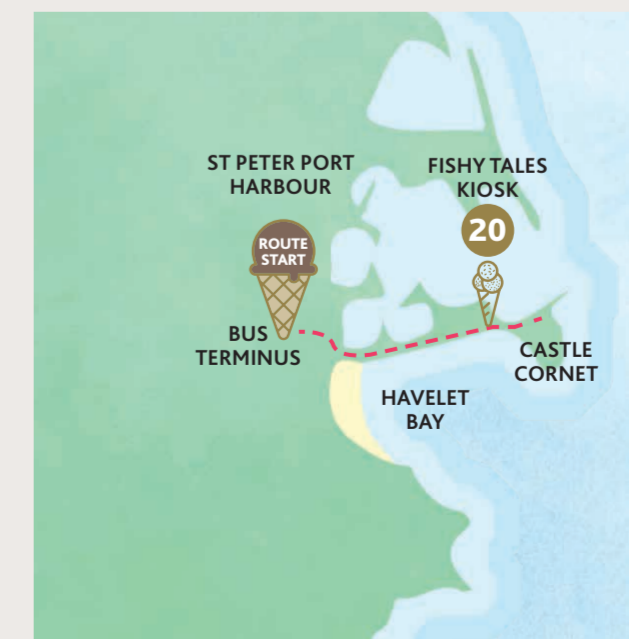 ST PETER PORT
HARBOUR
FISHY TALES
KIOSK
20
ROUTE
START
BUS
TERMINUS
CASTLE
CORNET
HAVELET
BAY